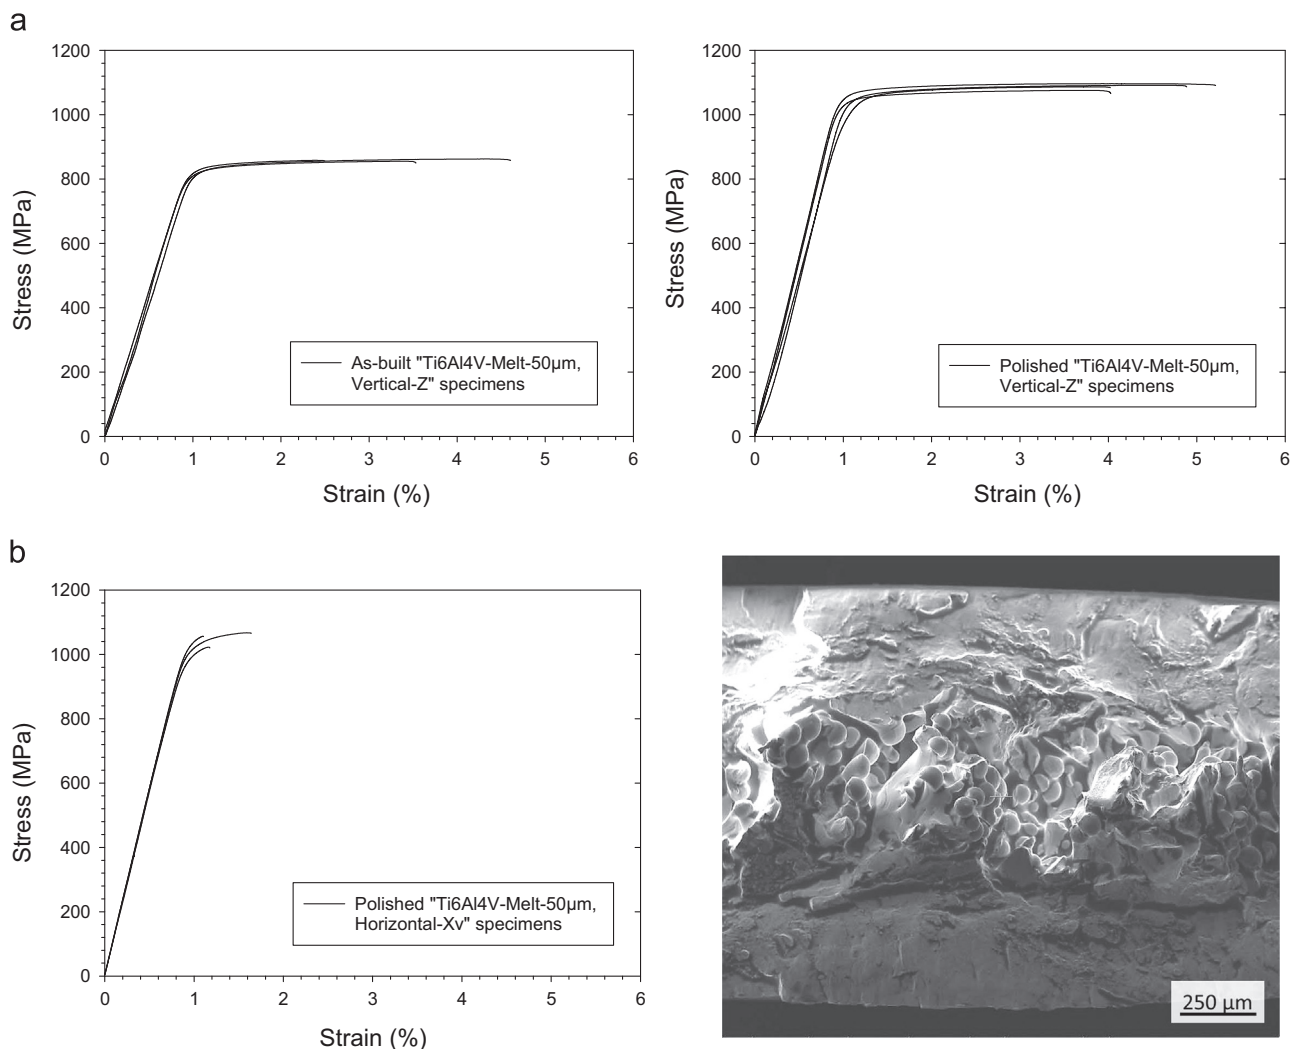 a
1200
1000
800
600
400
200
0
0 1 2 3 4 5 6
Stress (MPa)
Strain (%)
As-built "Ti6Al4V-Melt-50µm,
Vertical-Z" specimens
1200
1000
800
600
400
200
0
0 1 2 3 4 5 6
Stress (MPa)
Strain (%)
Polished "Ti6Al4V-Melt-50µm,
Vertical-Z" specimens
b
1200
1000
800
600
400
200
0
0 1 2 3 4 5 6
Stress (MPa)
Strain (%)
Polished "Ti6Al4V-Melt-50µm,
Horizontal-Xv" specimens
250 µm